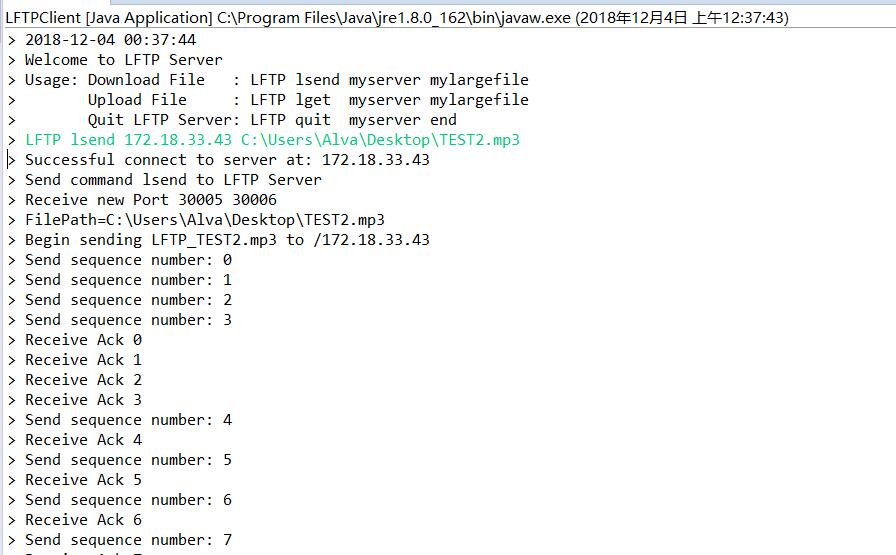 LFTPClient [Java Application] C:\Program Files\Java\jre1.8.0_162\bin\javaw.exe (2018年12月4日 上午12:37:43)
> 2018-12-04 00:37:44
> Welcome to LFTP Server
> Usage: Download File   : LFTP lsend myserver mylargefile
>        Upload File     : LFTP lget  myserver mylargefile
>        Quit LFTP Server: LFTP quit  myserver end
> LFTP lsend 172.18.33.43 C:\Users\Alva\Desktop\TEST2.mp3
> Successful connect to server at: 172.18.33.43
> Send command lsend to LFTP Server
> Receive new Port 30005 30006
> FilePath=C:\Users\Alva\Desktop\TEST2.mp3
> Begin sending LFTP_TEST2.mp3 to /172.18.33.43
> Send sequence number: 0
> Send sequence number: 1
> Send sequence number: 2
> Send sequence number: 3
> Receive Ack 0
> Receive Ack 1
> Receive Ack 2
> Receive Ack 3
> Send sequence number: 4
> Receive Ack 4
> Send sequence number: 5
> Receive Ack 5
> Send sequence number: 6
> Receive Ack 6
> Send sequence number: 7